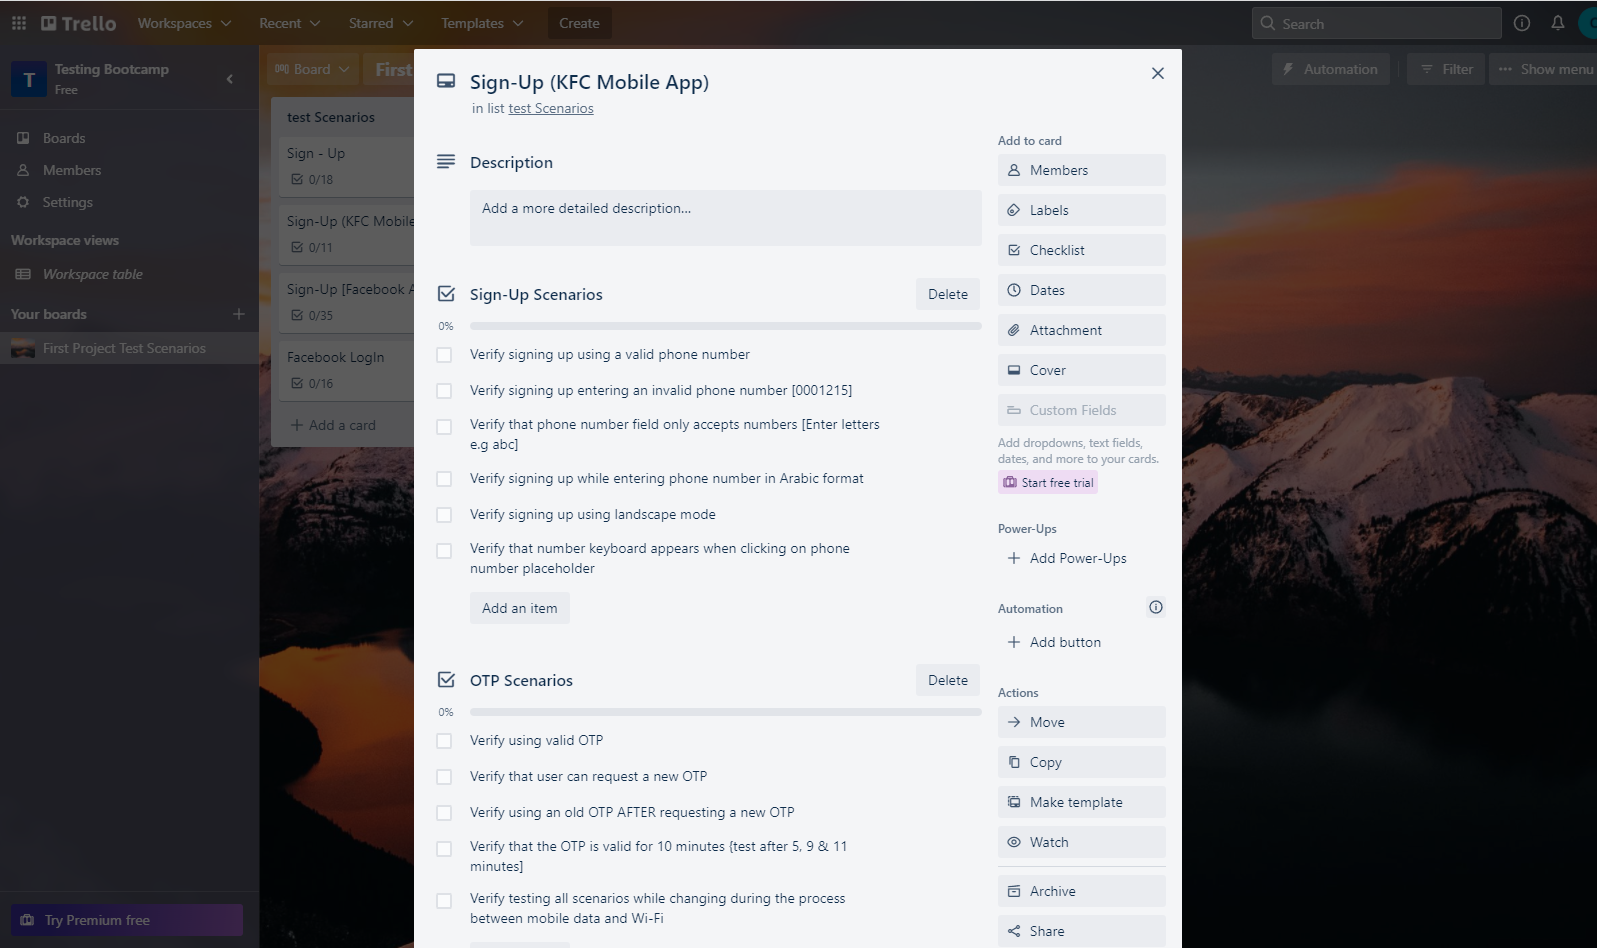 Trello
Workspaces
Recent
Starred
Templates
Create
Search
Testing Bootcamp
T
Free
Board
First
Automation
Filter
Show menu
Boards
Members
Settings
Workspace views
Workspace table
Your boards
First Project Test Scenarios
Try Premium free
test Scenarios
Sign - Up
0/18
Sign-Up (KFC Mobile
0/11
Sign-Up [Facebook A
0/35
Facebook LogIn
0/16
Add a card
Sign-Up (KFC Mobile App)
in list test Scenarios
Description
Add a more detailed description...
Sign-Up Scenarios
Delete
0%
Verify signing up using a valid phone number
Verify signing up entering an invalid phone number [0001215]
Verify that phone number field only accepts numbers [Enter letters
e.g abc]
Verify signing up while entering phone number in Arabic format
Verify signing up using landscape mode
Verify that number keyboard appears when clicking on phone
number placeholder
Add an item
OTP Scenarios
Delete
0%
Verify using valid OTP
Verify that user can request a new OTP
Verify using an old OTP AFTER requesting a new OTP
Verify that the OTP is valid for 10 minutes {test after 5, 9 & 11
minutes]
Verify testing all scenarios while changing during the process
between mobile data and Wi-Fi
Add to card
Members
Labels
Checklist
Dates
Attachment
Cover
Custom Fields
Add dropdowns, text fields,
dates, and more to your cards.
Start free trial
Power-Ups
Add Power-Ups
Automation
Add button
Actions
Move
Copy
Make template
Watch
Archive
Share